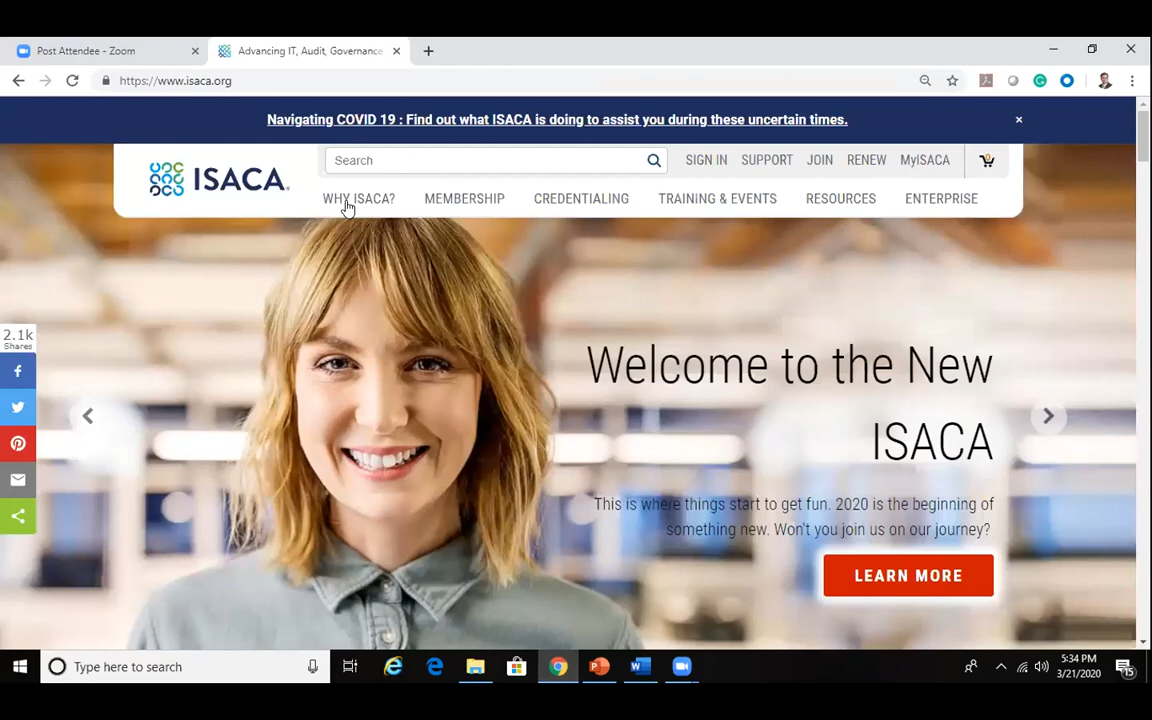 Post Attendee - Zoom
Advancing IT, Audit, Governance
https://www.isaca.org
Navigating COVID 19 : Find out what ISACA is doing to assist you during these uncertain times.
ISACA®
Search
SIGN IN
SUPPORT
JOIN
RENEW
MyISACA
0
WHY ISACA?
MEMBERSHIP
CREDENTIALING
TRAINING & EVENTS
RESOURCES
ENTERPRISE
2.1k
Shares
Welcome to the New
ISACA
This is where things start to get fun. 2020 is the beginning of
something new. Won't you join us on our journey?
LEARN MORE
Type here to search
5:34 PM
3/21/2020
15